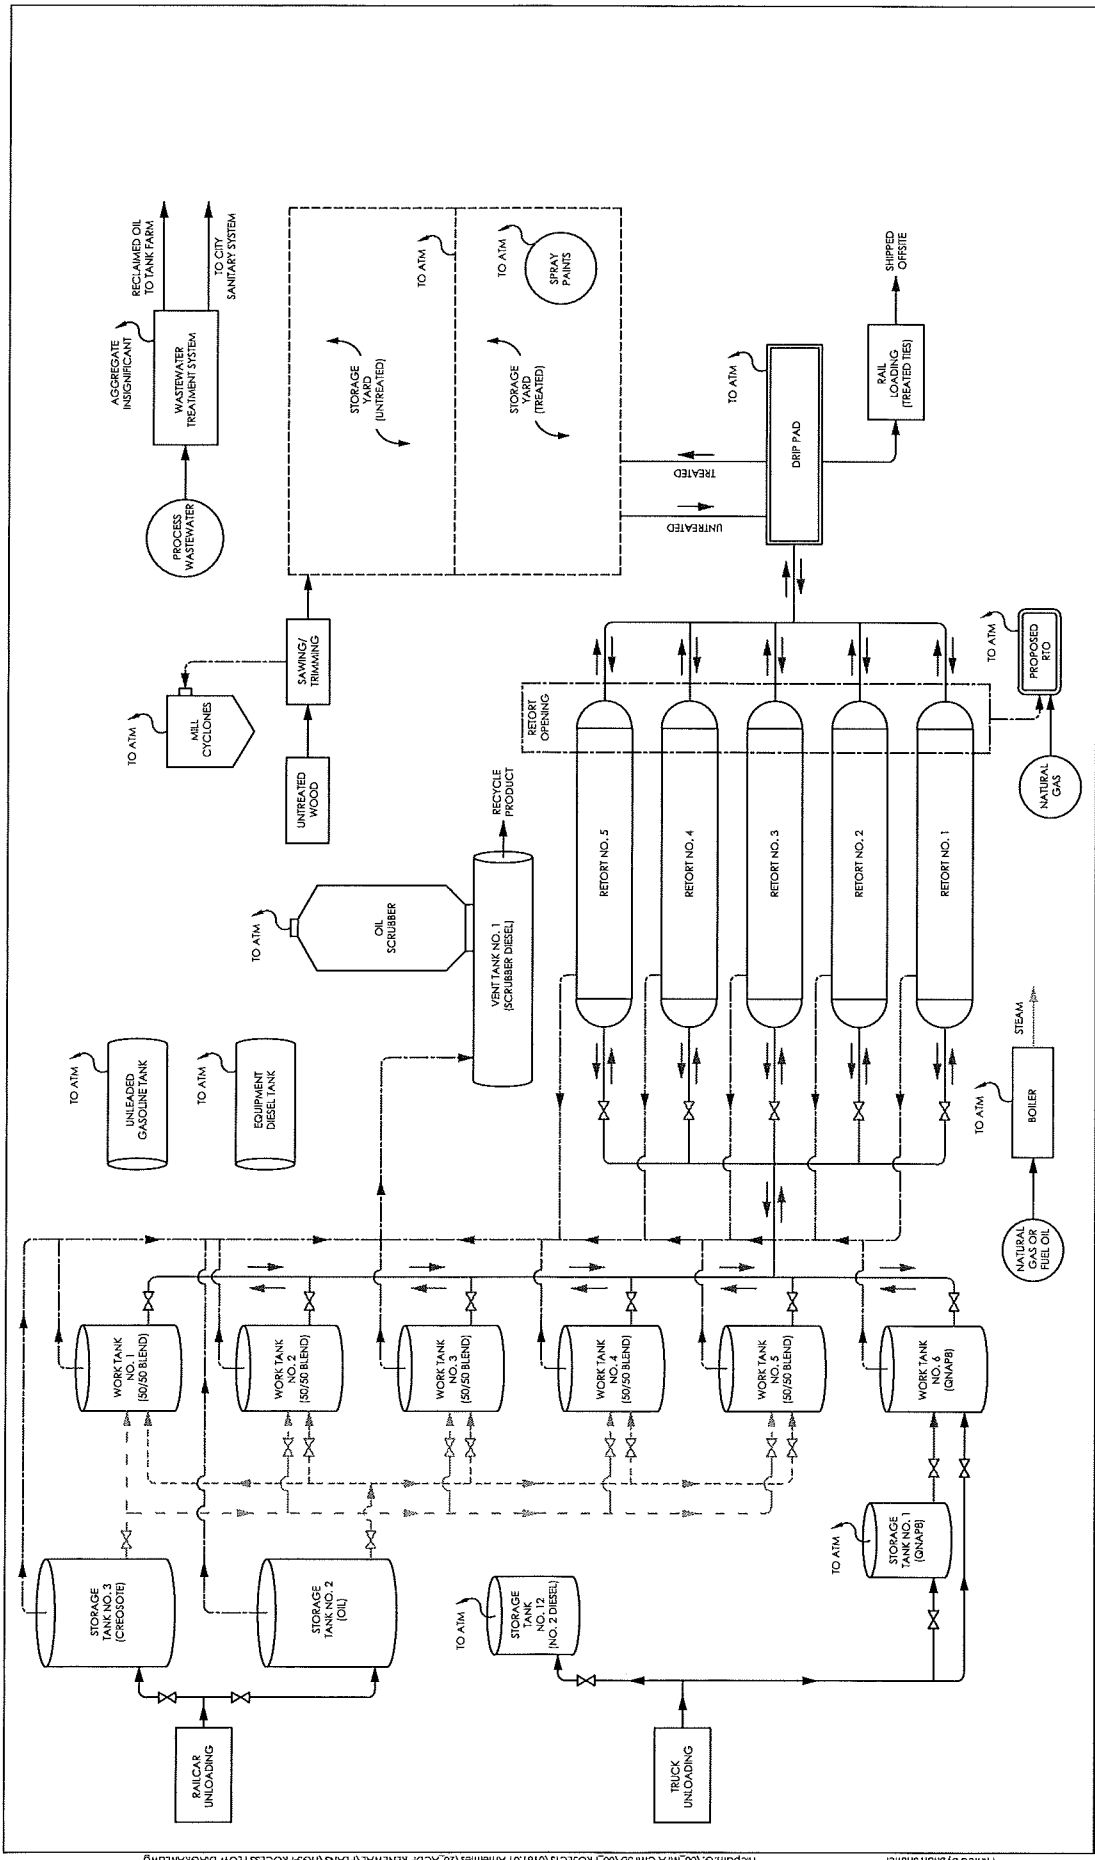 RAILCAR
UNLOADING
STORAGE
TANK NO. 3
(CREOSOTE)
STORAGE
TANK NO. 2
(OIL)
TRUCK
UNLOADING
TO ATM
STORAGE
TANK
NO. 12
(NO. 2 DIESEL)
TO ATM
STORAGE
TANK NO. 1
(QNAP8)
WORK TANK
NO. 1
(50/50 BLEND)
WORK TANK
NO. 2
(50/50 BLEND)
WORK TANK
NO. 3
(50/50 BLEND)
WORK TANK
NO. 4
(50/50 BLEND)
WORK TANK
NO. 5
(50/50 BLEND)
WORK TANK
NO. 6
(QNAP8)
TO ATM
UNLEADED
GASOLINE TANK
TO ATM
EQUIPMENT
DIESEL TANK
TO ATM
OIL
SCRUBBER
VENT TANK NO. 1
(SCRUBBER DIESEL)
RECYCLE
PRODUCT
RETORT NO. 5
RETORT NO. 4
RETORT NO. 3
RETORT NO. 2
RETORT NO. 1
RETORT
OPENING
NATURAL
GAS OR
FUEL OIL
BOILER
TO ATM
STEAM
NATURAL
GAS
PROPOSED
RTO
TO ATM
UNTREATED
WOOD
SAWING/
TRIMMING
TO ATM
MILL
CYCLONES
PROCESS
WASTEWATER
WASTEWATER
TREATMENT SYSTEM
AGGREGATE
INSIGNIFICANT
RECLAIMED OIL
TO TANK FARM
TO CITY
SANITARY SYSTEM
STORAGE
YARD
(UNTREATED)
TO ATM
STORAGE
YARD
(TREATED)
TO ATM
SPRAY
PAINTS
UNTREATED
TREATED
DRIP PAD
TO ATM
RAIL
LOADING
(TREATED TIES)
SHIPPED
OFFSITE